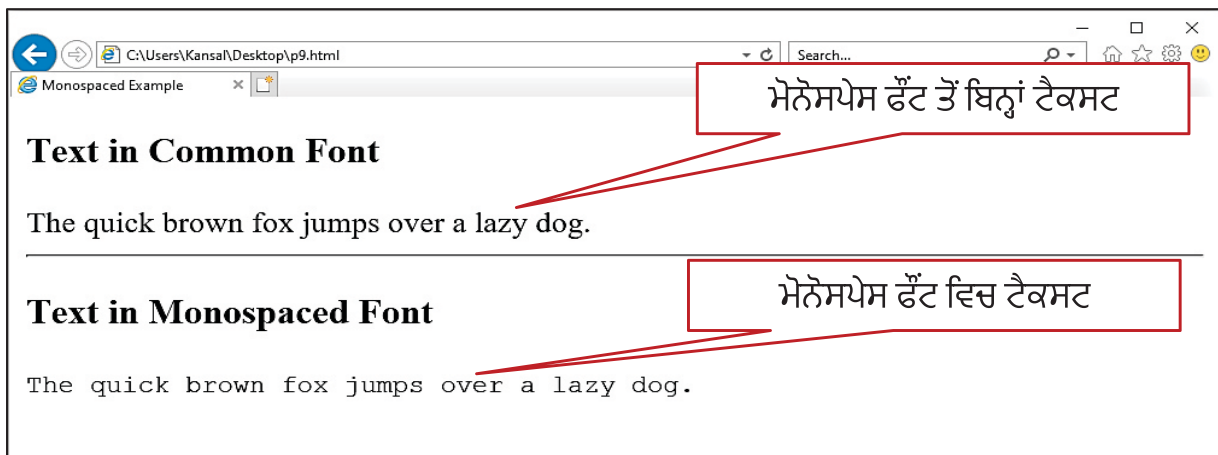 C:\Users\Kansal\Desktop\p9.html
Search...
Monospaced Example
ਮੋਨੋਸਪੇਸ ਫੌਂਟ ਤੋਂ ਬਿਨ੍ਹਾਂ ਟੈਕਸਟ
Text in Common Font
The quick brown fox jumps over a lazy dog.
ਮੋਨੋਸਪੇਸ ਫੌਂਟ ਵਿਚ ਟੈਕਸਟ
Text in Monospaced Font
The quick brown fox jumps over a lazy dog.